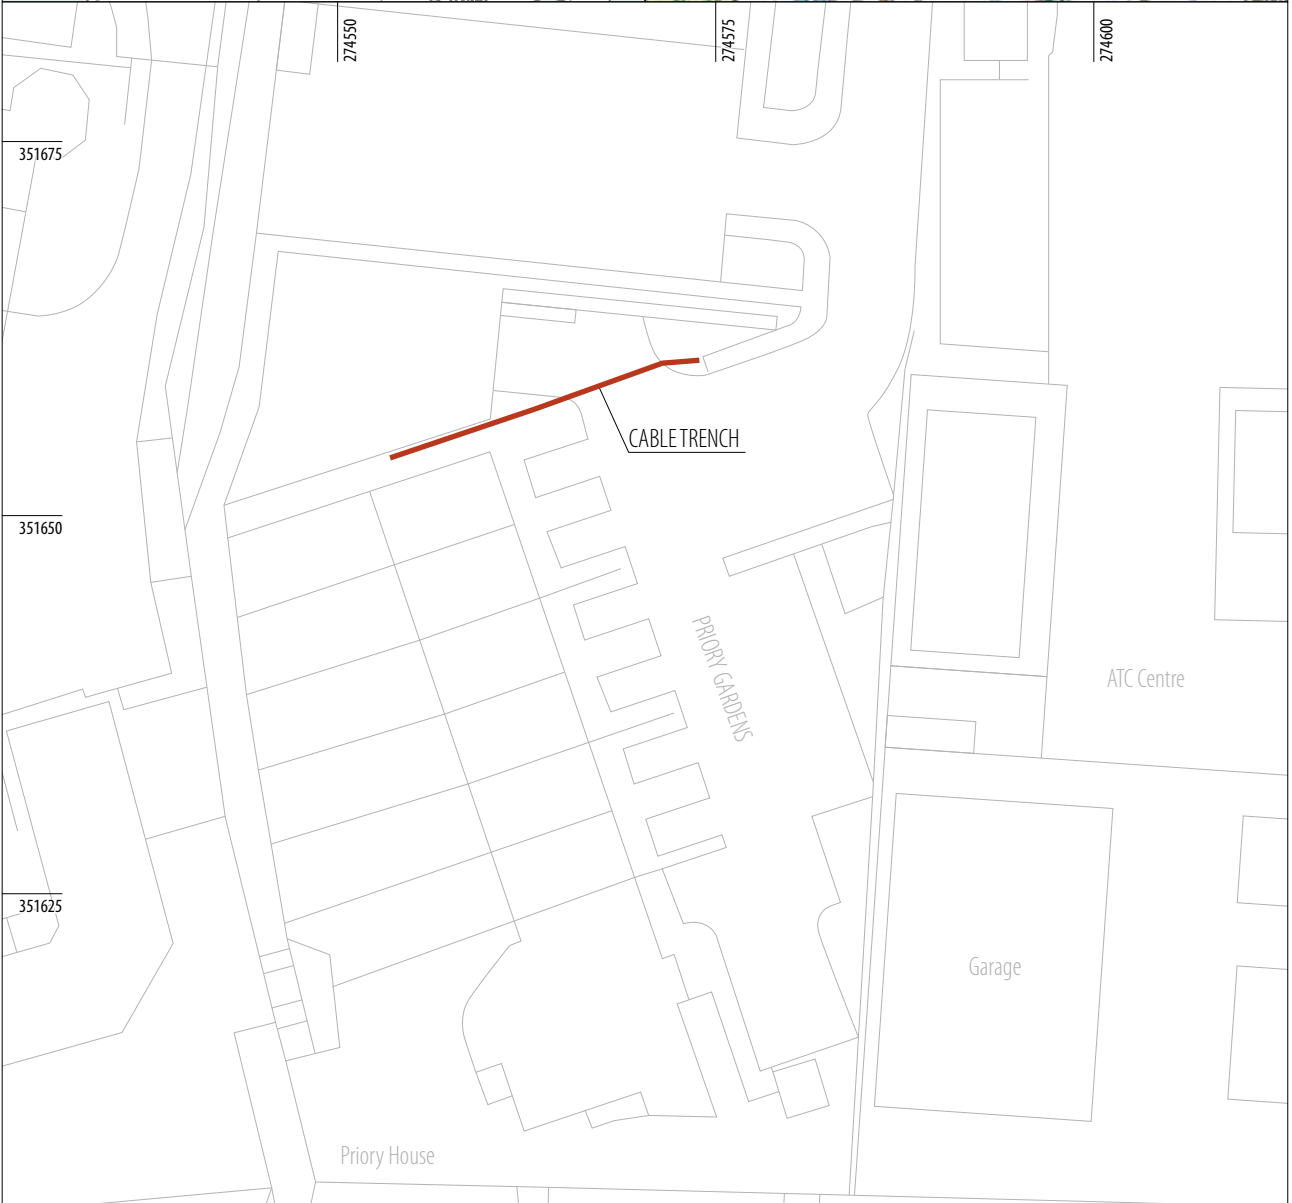 274550
274575
274600
351675
CABLE TRENCH
351650
PRIORY GARDENS
ATC Centre
351625
Garage
Priory House